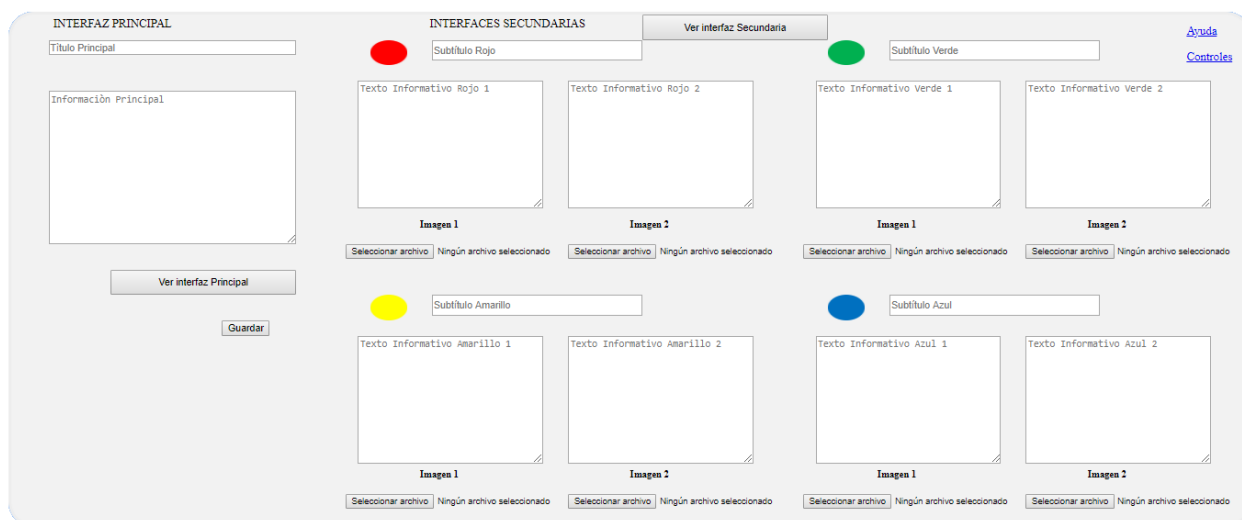 INTERFAZ PRINCIPAL
Título Principal
Informaciòn Principal
Ver interfaz Principal
Guardar
INTERFACES SECUNDARIAS
Ver interfaz Secundaria
Ayuda
Controles
Subtítulo Rojo
Texto Informativo Rojo 1
Texto Informativo Rojo 2
Imagen 1
Imagen 2
Seleccionar archivo Ningún archivo seleccionado
Seleccionar archivo Ningún archivo seleccionado
Subtítulo Verde
Texto Informativo Verde 1
Texto Informativo Verde 2
Imagen 1
Imagen 2
Seleccionar archivo Ningún archivo seleccionado
Seleccionar archivo Ningún archivo seleccionado
Subtítulo Amarillo
Texto Informativo Amarillo 1
Texto Informativo Amarillo 2
Imagen 1
Imagen 2
Seleccionar archivo Ningún archivo seleccionado
Seleccionar archivo Ningún archivo seleccionado
Subtítulo Azul
Texto Informativo Azul 1
Texto Informativo Azul 2
Imagen 1
Imagen 2
Seleccionar archivo Ningún archivo seleccionado
Seleccionar archivo Ningún archivo seleccionado